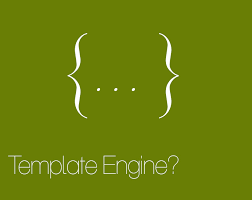 { . . . }
Template Engine?